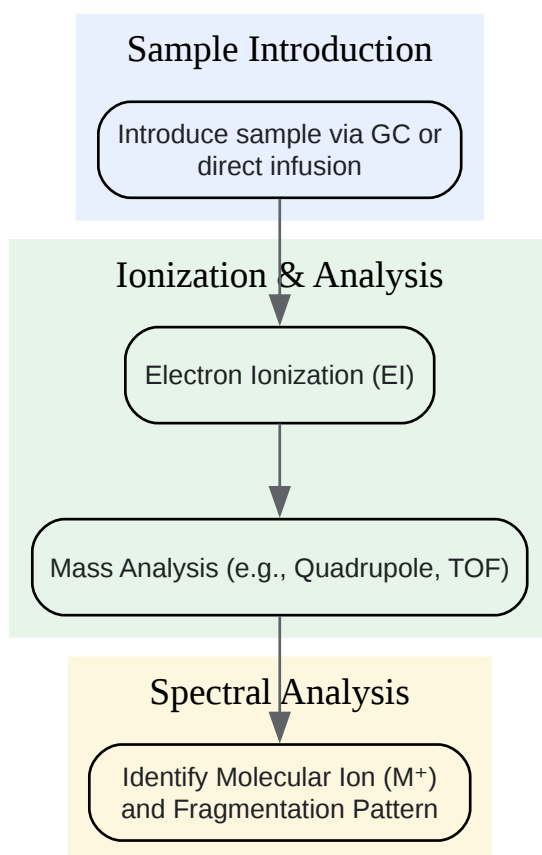 Sample Introduction
Introduce sample via GC or
direct infusion
Ionization & Analysis
Electron Ionization (EI)
Mass Analysis (e.g., Quadrupole, TOF)
Spectral Analysis
Identify Molecular Ion (M⁺)
and Fragmentation Pattern